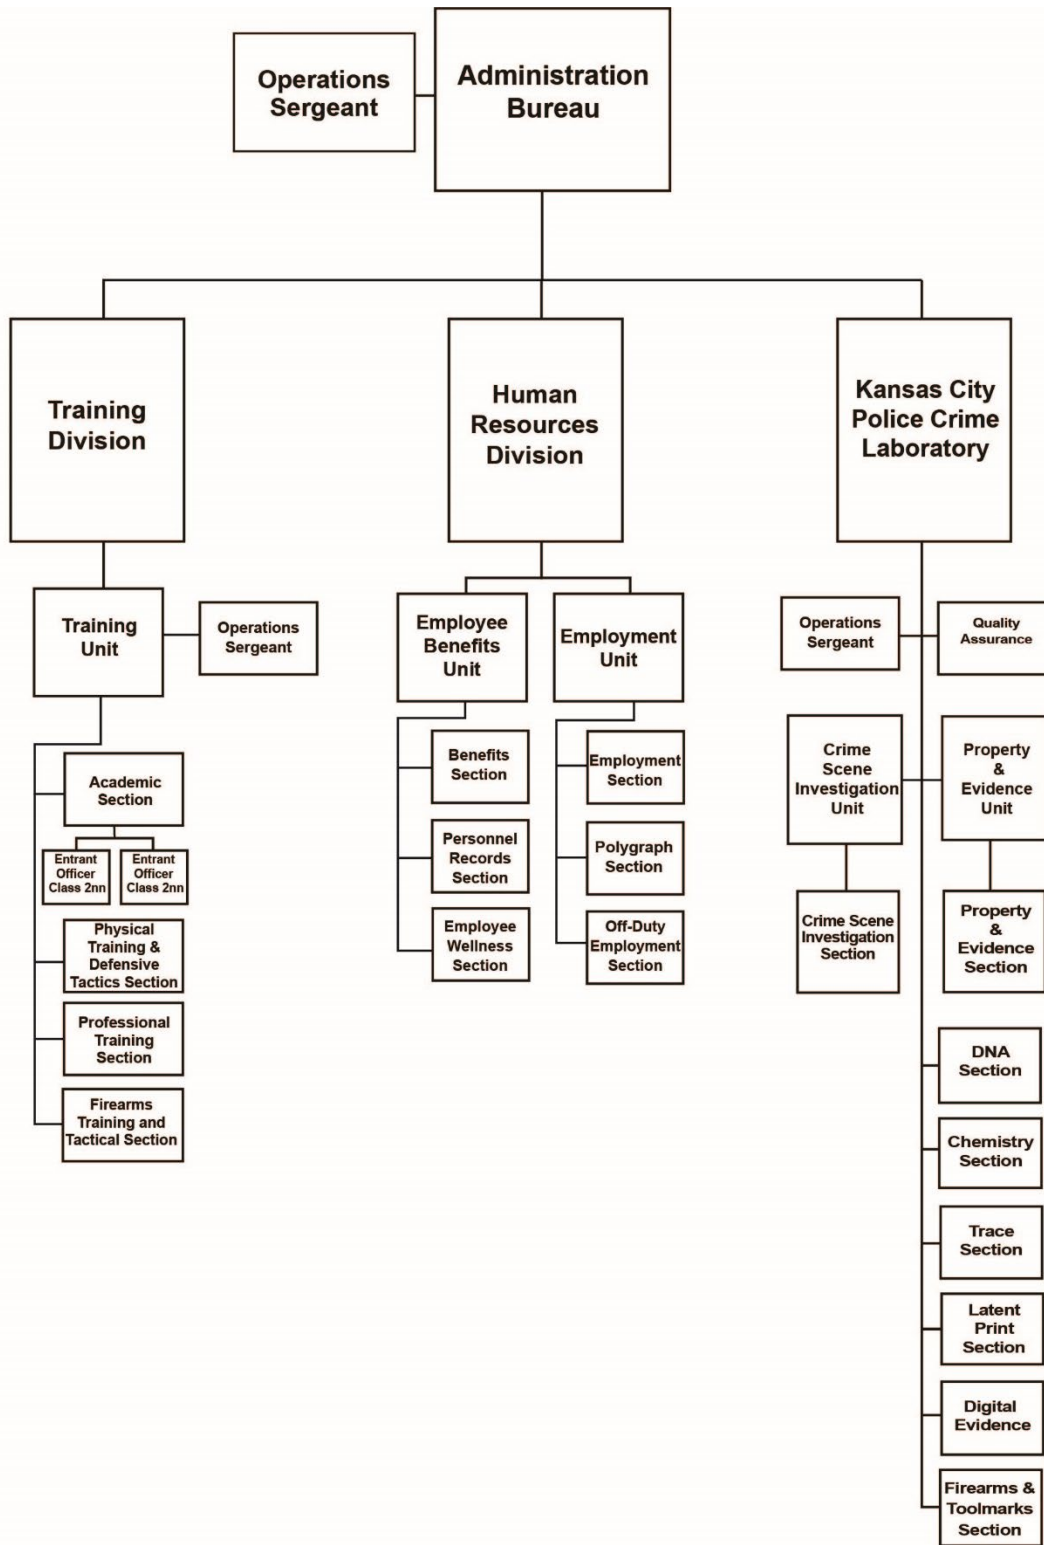 Operations
Sergeant
Administration
Bureau
Training
Division
Human
Resources
Division
Kansas City
Police Crime
Laboratory
Training
Unit
Operations
Sergeant
Employee
Benefits
Unit
Employment
Unit
Operations
Sergeant
Quality
Assurance
Academic
Section
Entrant
Officer
Class 2nn
Entrant
Officer
Class 2nn
Physical
Training &
Defensive
Tactics Section
Professional
Training
Section
Firearms
Training and
Tactical Section
Benefits
Section
Personnel
Records
Section
Employee
Wellness
Section
Employment
Section
Polygraph
Section
Off-Duty
Employment
Section
Crime
Scene
Investigation
Unit
Property
&
Evidence
Unit
Crime Scene
Investigation
Section
Property
&
Evidence
Section
DNA
Section
Chemistry
Section
Trace
Section
Latent
Print
Section
Digital
Evidence
Firearms &
Toolmarks
Section